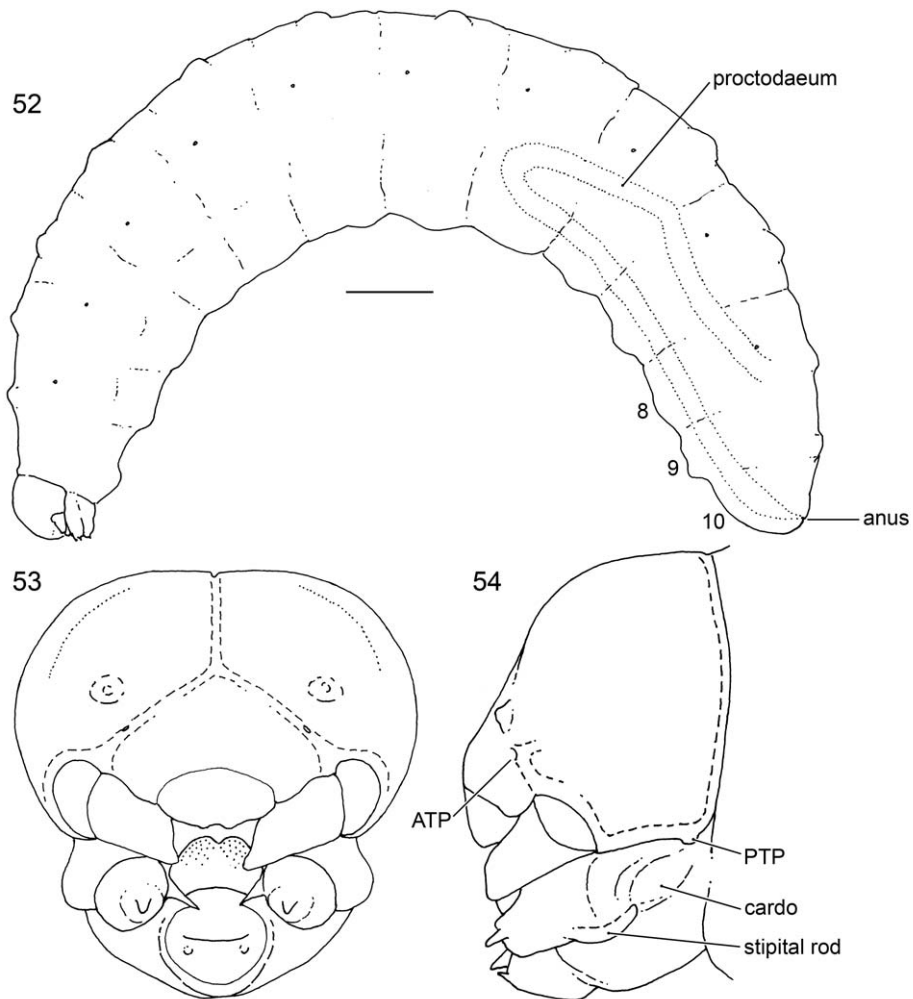 52
proctodaeum
8
9
10
anus
53
54
ATP
PTP
cardo
stipital rod